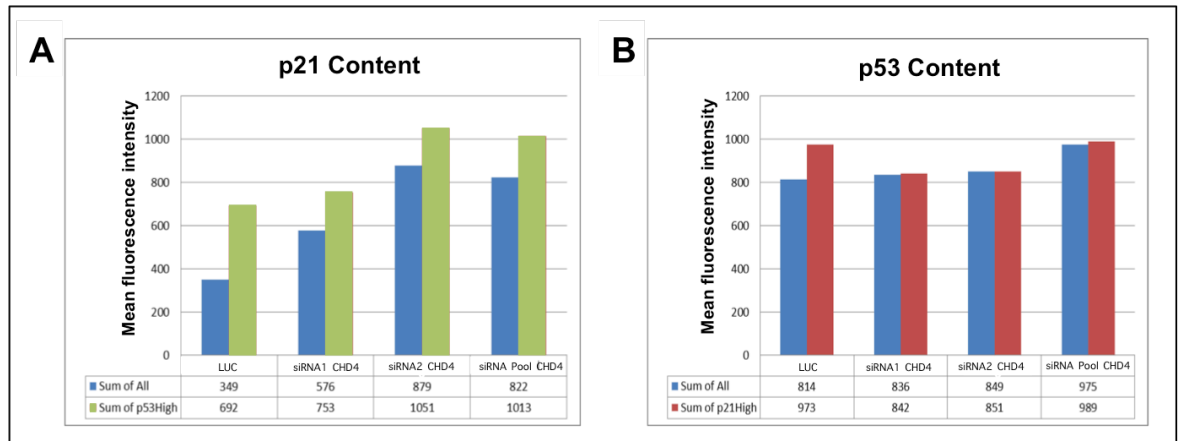 A
p21 Content
Mean fluorescence intensity
1200
1000
800
600
400
200
0
LUC siRNA1 CHD4 siRNA2 CHD4 siRNA Pool CHD4
Sum of All 349 576 879 822
Sum of p53High 692 753 1051 1013
B
p53 Content
Mean fluorescence intensity
1200
1000
800
600
400
200
0
LUC siRNA1 CHD4 siRNA2 CHD4 siRNA Pool CHD4
Sum of All 814 836 849 975
Sum of p21High 973 842 851 989